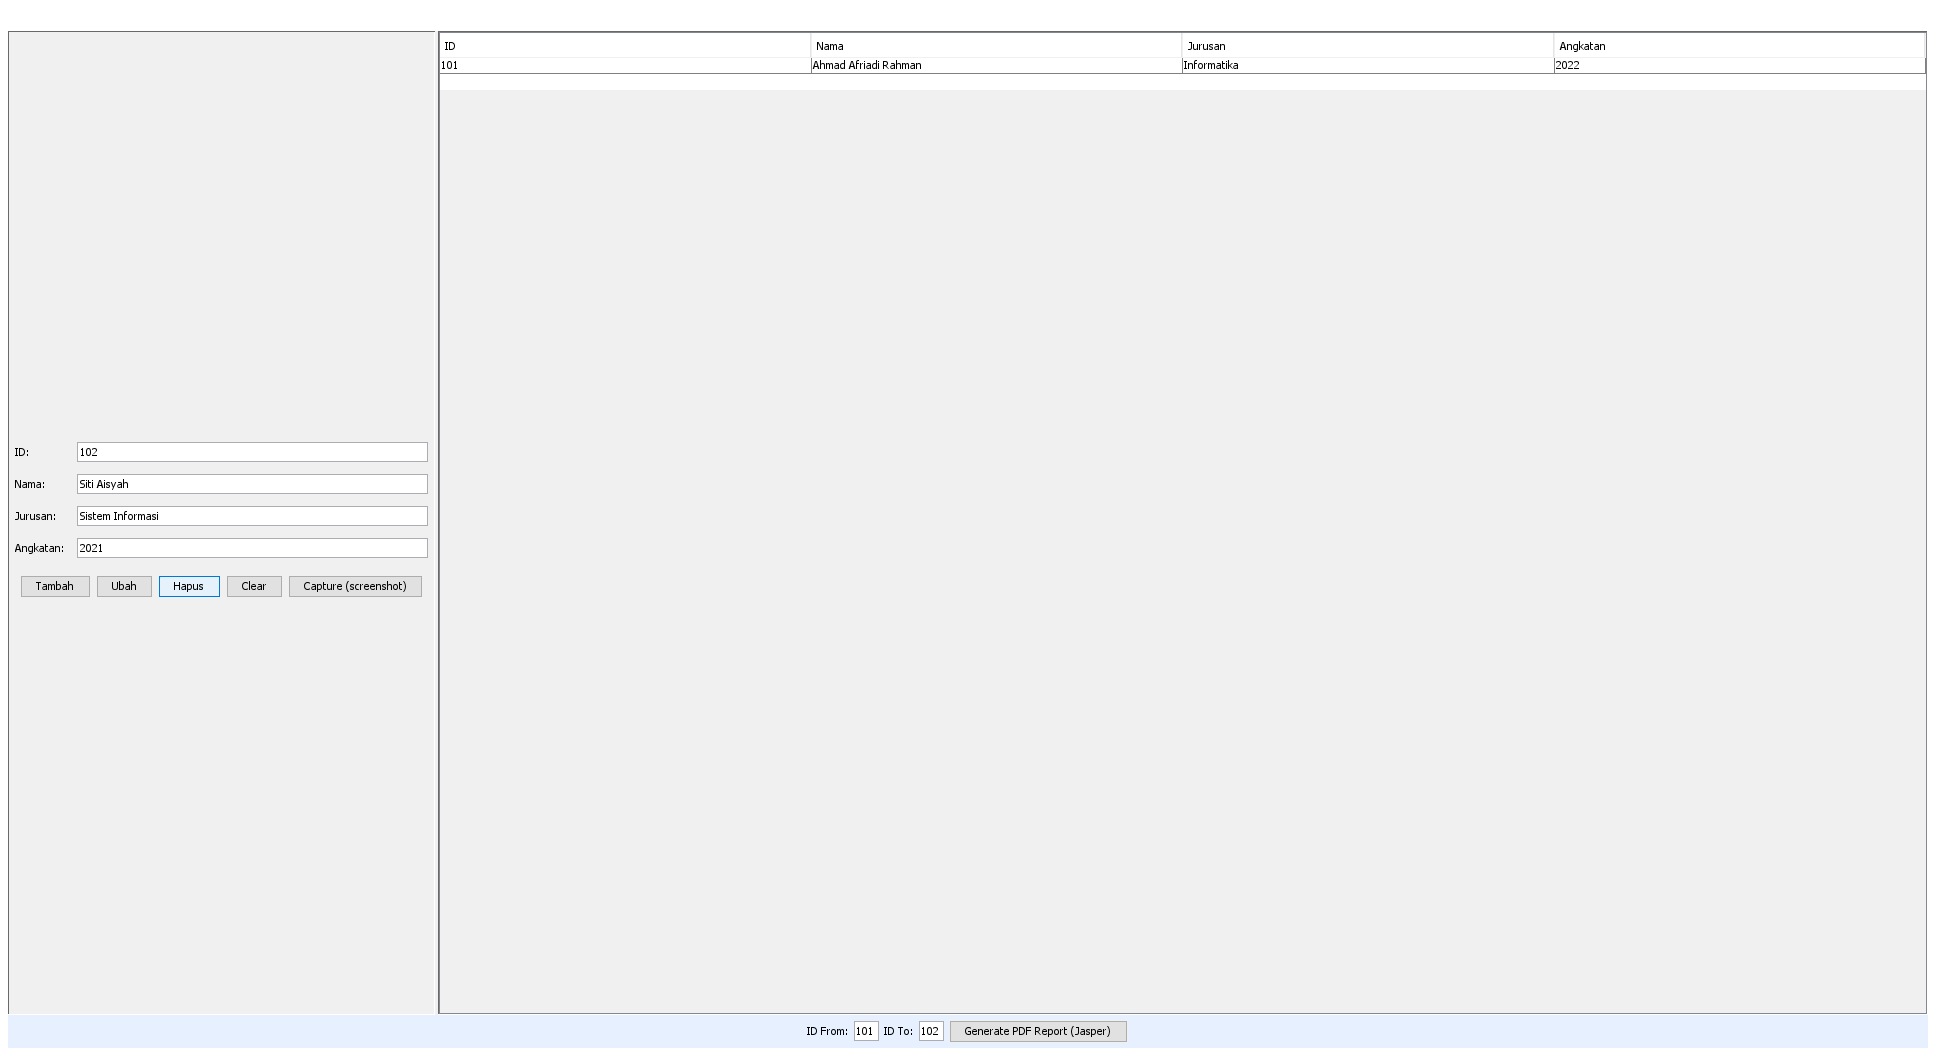 ID Nama Jurusan Angkatan
101 Ahmad Afriadi Rahman Informatika 2022
ID: 102
Nama: Siti Aisyah
Jurusan: Sistem Informasi
Angkatan: 2021
Tambah Ubah Hapus Clear Capture (screenshot)
ID From: 101 ID To: 102 Generate PDF Report (Jasper)